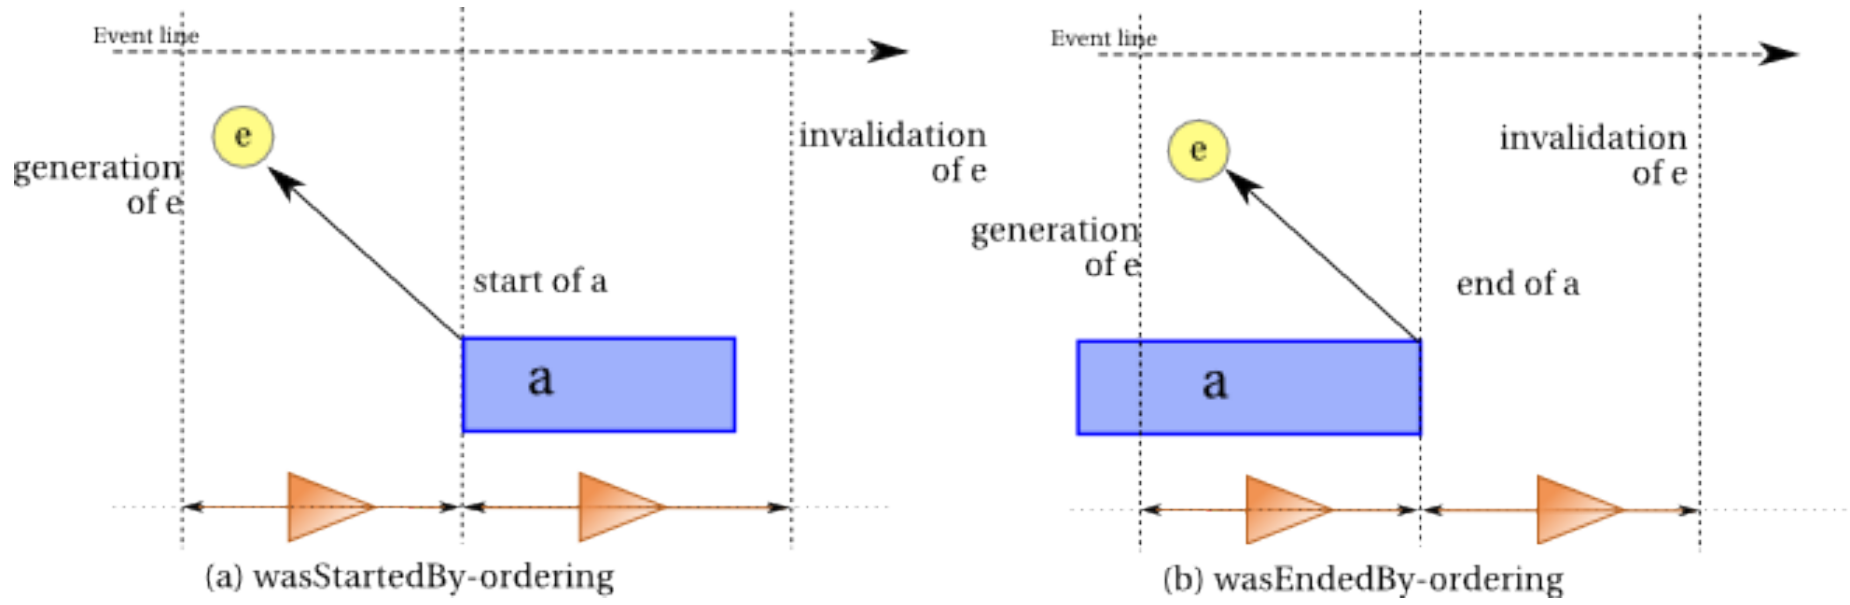 Event line
e
generation
of e
invalidation
of e
start of a
a
(a) wasStartedBy-ordering
Event line
e
invalidation
of e
generation
of e
end of a
a
(b) wasEndedBy-ordering